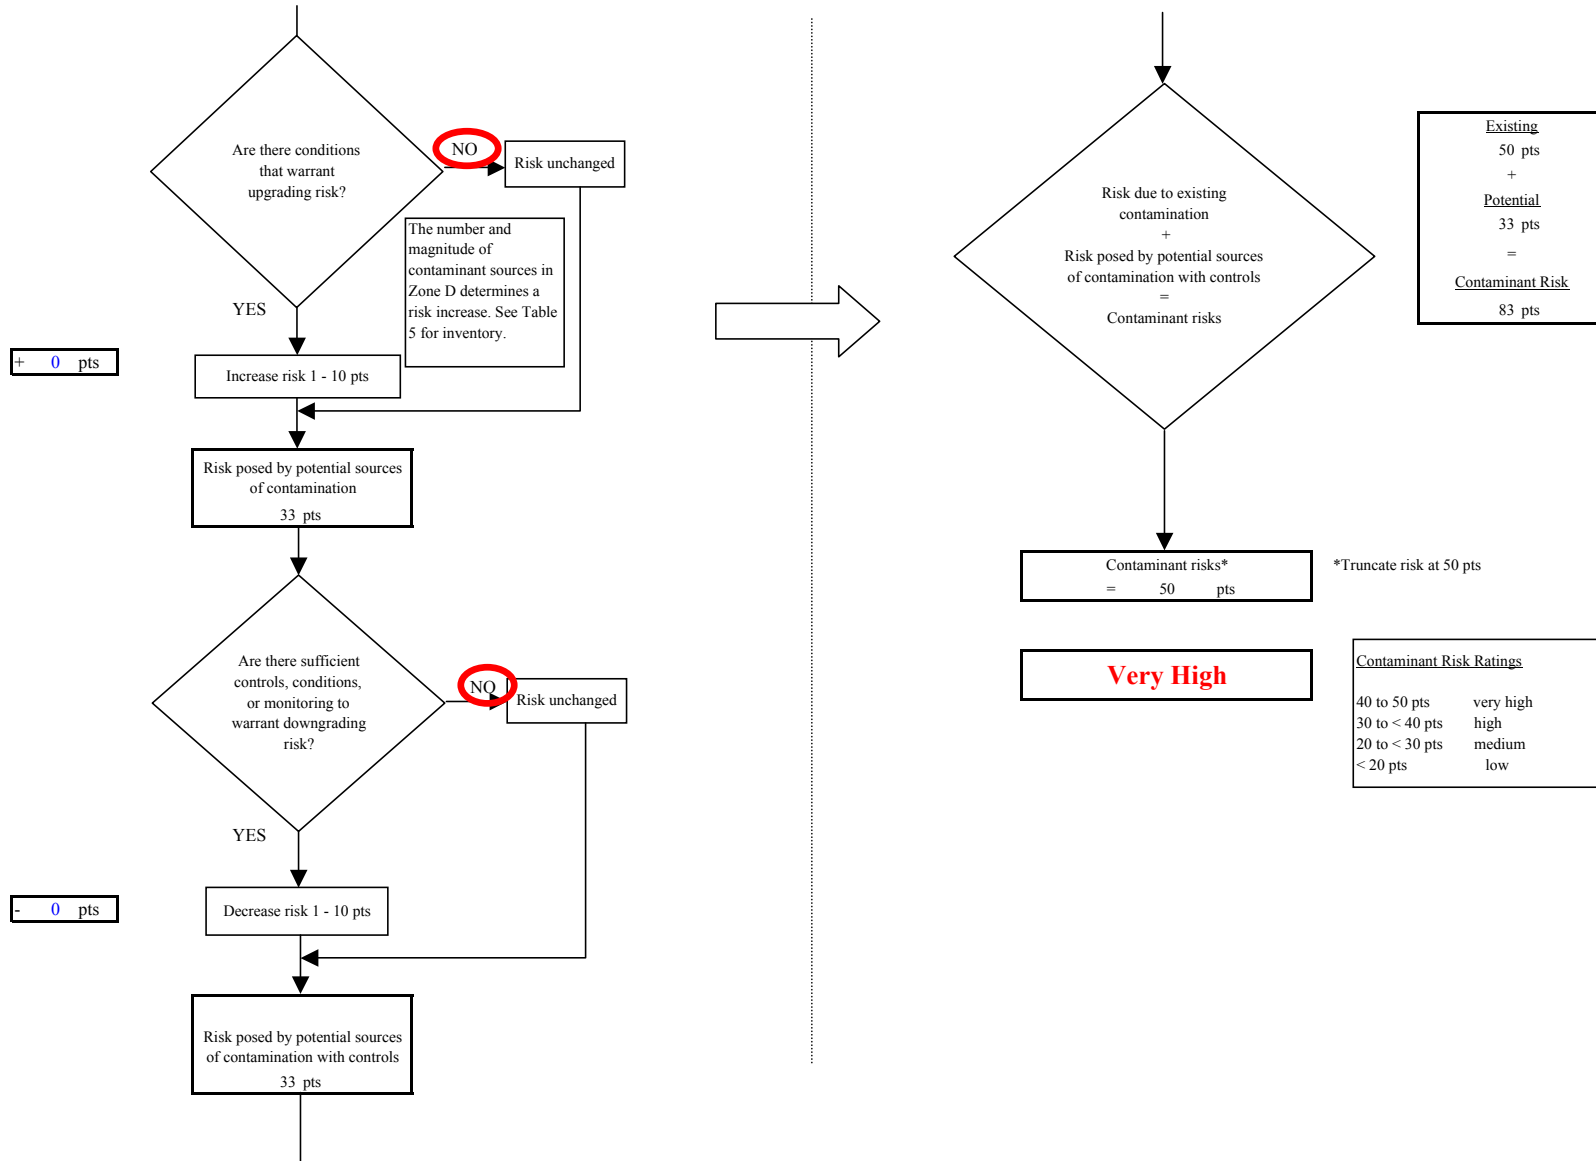 Are there conditions
that warrant
upgrading risk?
NO
Risk unchanged
The number and
magnitude of
contaminant sources in
Zone D determines a
risk increase. See Table
5 for inventory.
YES
+ 0 pts
Increase risk 1 - 10 pts
Risk posed by potential sources
of contamination
33 pts
Are there sufficient
controls, conditions,
or monitoring to
warrant downgrading
risk?
NO
Risk unchanged
YES
- 0 pts
Decrease risk 1 - 10 pts
Risk posed by potential sources
of contamination with controls
33 pts
Risk due to existing
contamination
+
Risk posed by potential sources
of contamination with controls
=
Contaminant risks
Existing
50 pts
+
Potential
33 pts
=
Contaminant Risk
83 pts
Contaminant risks*
= 50 pts
*Truncate risk at 50 pts
Very High
Contaminant Risk Ratings
40 to 50 pts very high
30 to < 40 pts high
20 to < 30 pts medium
< 20 pts low